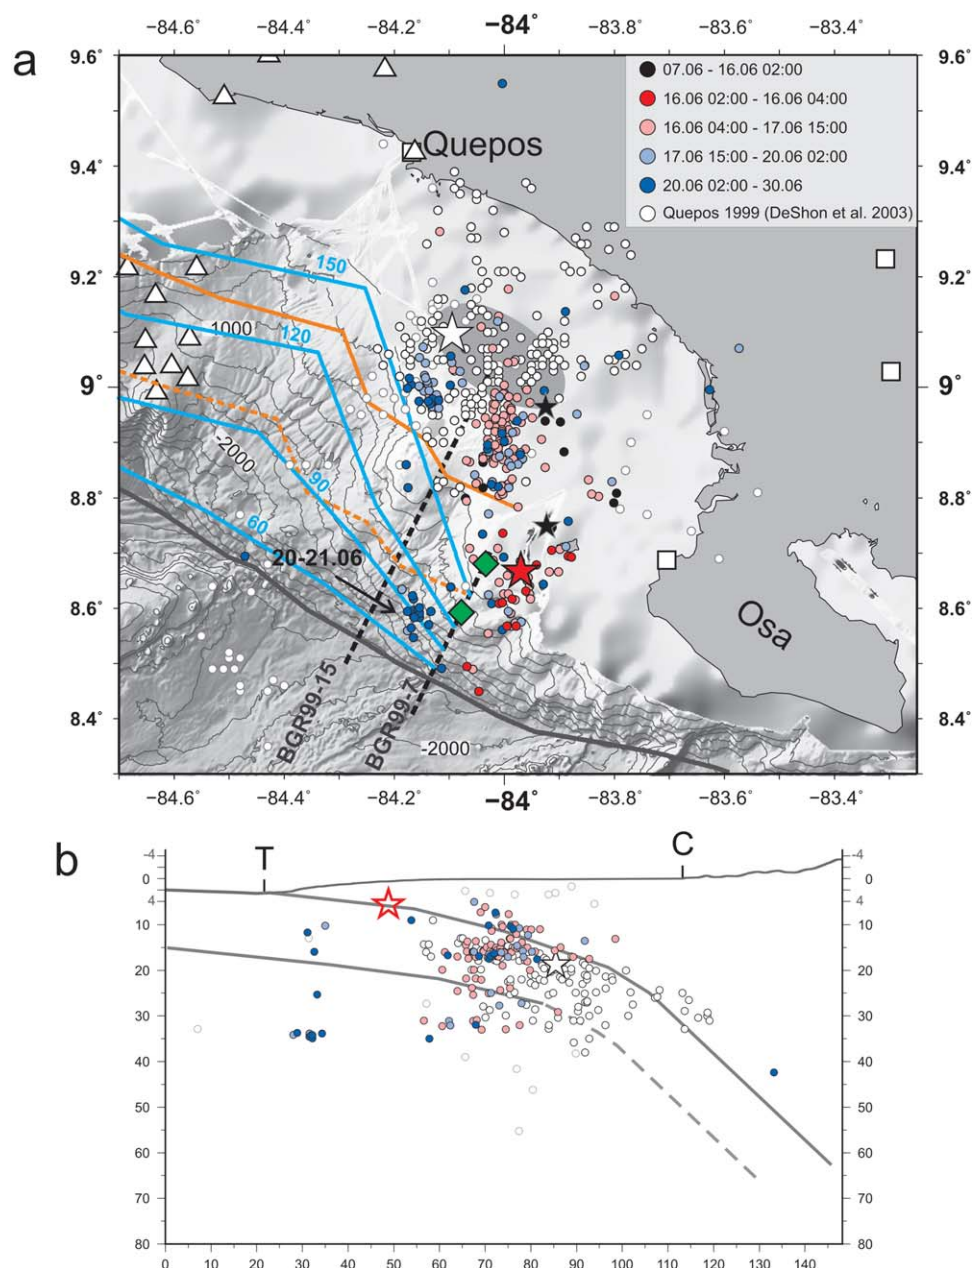 a
−84.6° −84.4° −84.2° −84° −83.8° −83.6° −83.4°
9.6° 9.6°
9.4° 9.4°
9.2° 9.2°
9° 9°
8.8° 8.8°
8.6° 8.6°
8.4° 8.4°
07.06 - 16.06 02:00
16.06 02:00 - 16.06 04:00
16.06 04:00 - 17.06 15:00
17.06 15:00 - 20.06 02:00
20.06 02:00 - 30.06
Quepos 1999 (DeShon et al. 2003)
Quepos
150
1000
120
-2000
90
60
20-21.06
Osa
BGR99-15
BGR99-7
-2000
−84.6° −84.4° −84.2° −84° −83.8° −83.6° −83.4°
b
T C
-4 -4
0 0
4 4
10 10
20 20
30 30
40 40
50 50
60 60
70 70
80 80
0 10 20 30 40 50 60 70 80 90 100 110 120 130 140